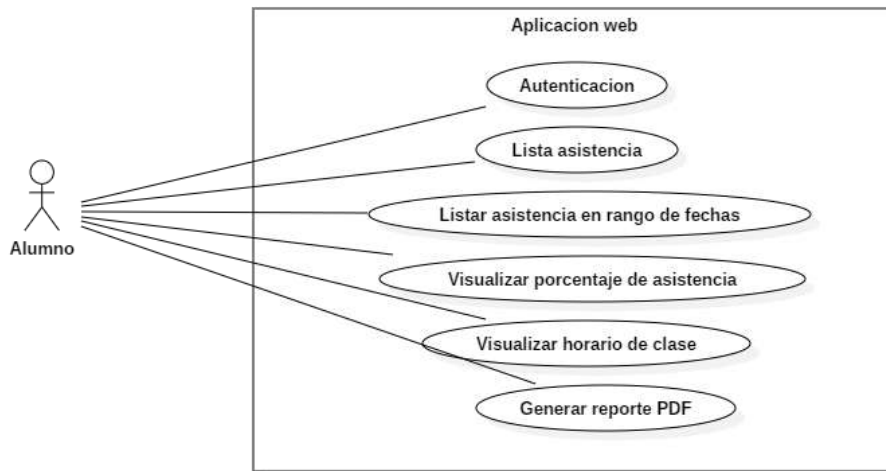 Aplicacion web
Autenticacion
Lista asistencia
Listar asistencia en rango de fechas
Alumno
Visualizar porcentaje de asistencia
Visualizar horario de clase
Generar reporte PDF